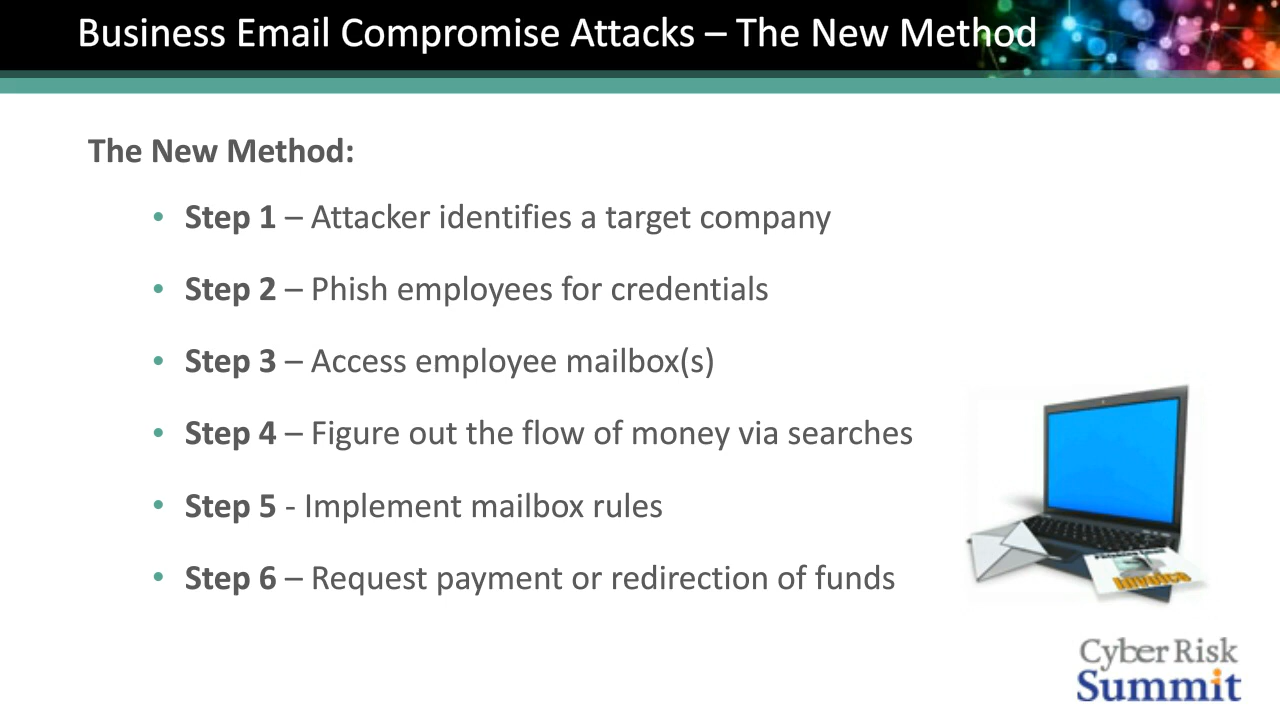 Business Email Compromise Attacks – The New Method
The New Method:
• Step 1 – Attacker identifies a target company
• Step 2 – Phish employees for credentials
• Step 3 – Access employee mailbox(s)
• Step 4 – Figure out the flow of money via searches
• Step 5 - Implement mailbox rules
• Step 6 – Request payment or redirection of funds
Invoice
Cyber Risk
Summit